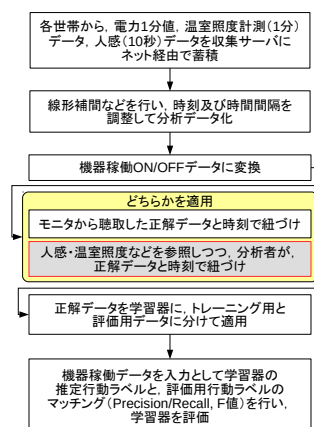 各世帯から，電力1分値，温室照度計測（1分）
データ，人感（10秒）データを収集サーバに
ネット経由で蓄積
線形補間などを行い，時刻及び時間間隔を
調整して分析データ化
機器稼働ON/OFFデータに変換
どちらかを適用
モニタから聴取した正解データと時刻で紐づけ
人感・温室照度などを参照しつつ，分析者が，
正解データと時刻で紐づけ
正解データを学習器に，トレーニング用と
評価用データに分けて適用
機器稼働データを入力として学習器の
推定行動ラベルと，評価用行動ラベルの
マッチング（Precision/Recall, F値）を行い，
学習器を評価